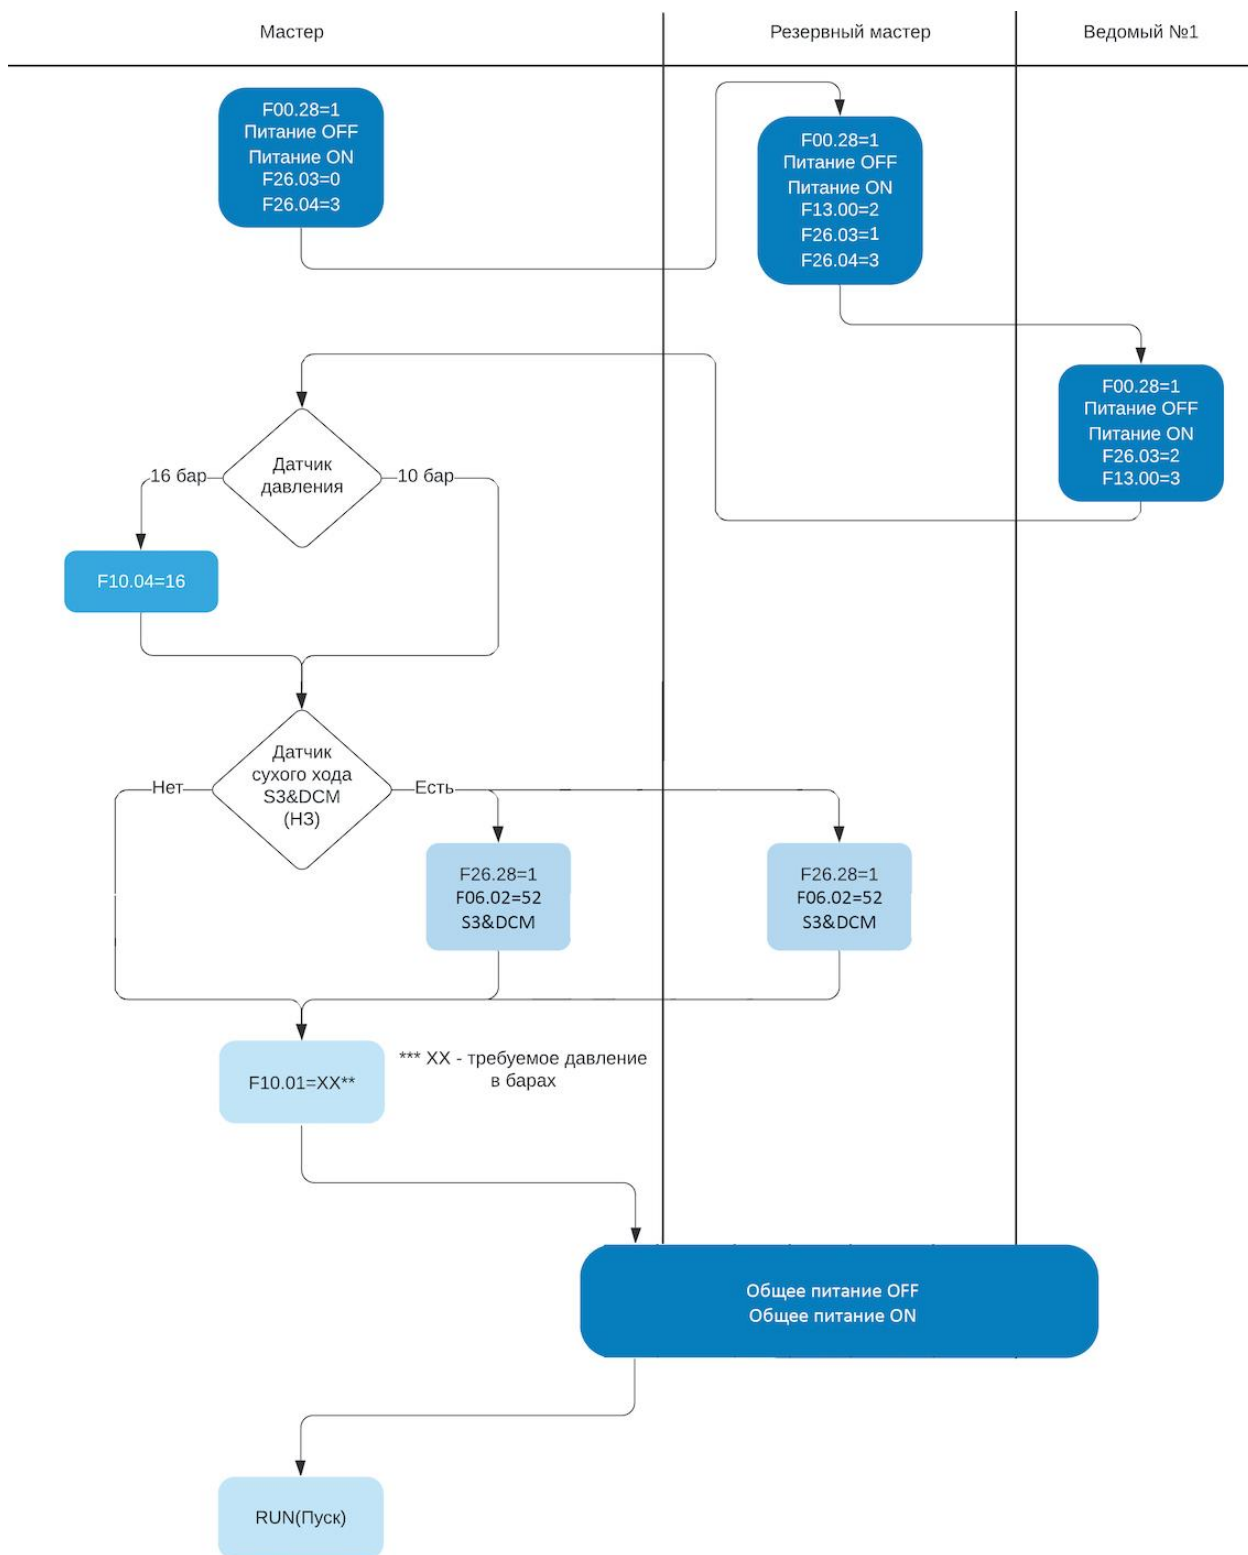 Мастер
Резервный мастер
Ведомый №1
F00.28=1
Питание OFF
Питание ON
F26.03=0
F26.04=3
F00.28=1
Питание OFF
Питание ON
F13.00=2
F26.03=1
F26.04=3
F00.28=1
Питание OFF
Питание ON
F26.03=2
F13.00=3
Датчик
давления
16 бар
10 бар
F10.04=16
Датчик
сухого хода
S3&DCM
(НЗ)
Нет
Есть
F26.28=1
F06.02=52
S3&DCM
F26.28=1
F06.02=52
S3&DCM
F10.01=XX**
*** XX - требуемое давление
в барах
Общее питание OFF
Общее питание ON
RUN(Пуск)